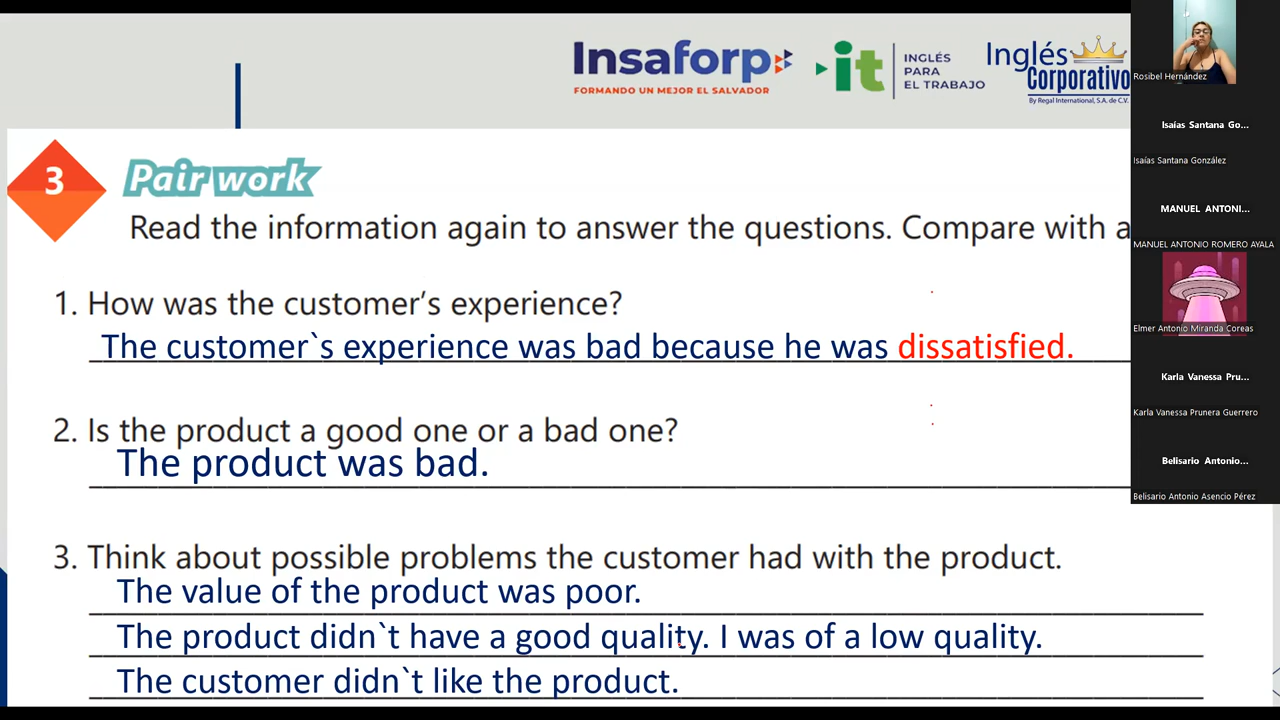 Insaforp
FORMANDO UN MEJOR EL SALVADOR
it
INGLÉS
PARA
EL TRABAJO
Inglés
Corporativo
By Regal International, S.A. de C.V.
3
Pair work
Read the information again to answer the questions. Compare with a
1. How was the customer's experience?
The customer`s experience was bad because he was dissatisfied.
2. Is the product a good one or a bad one?
The product was bad.
3. Think about possible problems the customer had with the product.
The value of the product was poor.
The product didn`t have a good quality. I was of a low quality.
The customer didn`t like the product.
Rosibel Hernández
Isaías Santana Go...
Isaías Santana González
MANUEL ANTONI...
MANUEL ANTONIO ROMERO AYALA
Elmer Antonio Miranda Coreas
Karla Vanessa Pru...
Karla Vanessa Prunera Guerrero
Belisario Antonio...
Belisario Antonio Asencio Pérez